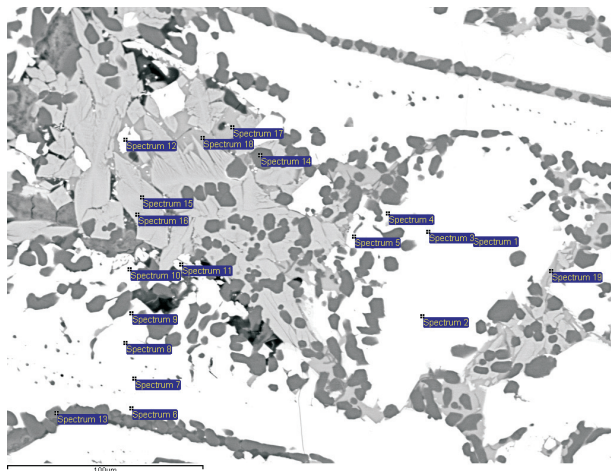 Spectrum 17
Spectrum 12
Spectrum 18
Spectrum 14
Spectrum 15
Spectrum 16
Spectrum 4
Spectrum 3
Spectrum 1
Spectrum 5
Spectrum 10
Spectrum 11
Spectrum 19
Spectrum 9
Spectrum 2
Spectrum 8
Spectrum 7
Spectrum 13
Spectrum 6
100µm